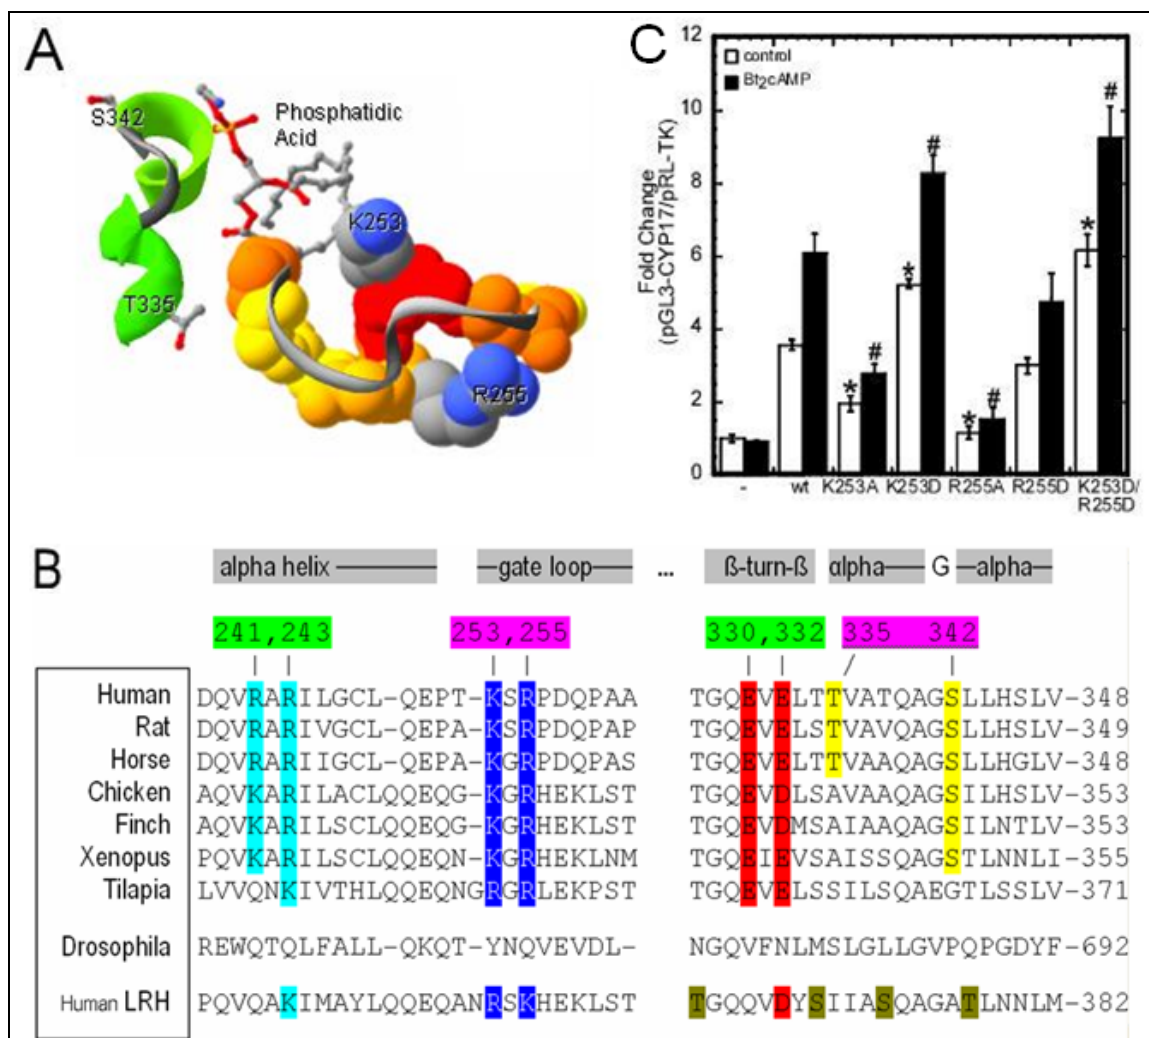 A
S342
Phosphatidic
Acid
K253
T335
R255
C
control
Bt2cAMP
Fold Change
(pGL3-CYP17/pRL-TK)
12
10
8
6
4
2
0
#
*
#
*
#
*
#
*
#
- wt K253A K253D R255A R255D K253D/
R255D
B
alpha helix gate loop ... ß-turn-ß αlpha G alpha
241,243 253,255 330,332 335 342
Human DQVRARILGCL-QEPT-KSRPDQPAA TGQEVELTTVATQAGSLLHSLV-348
Rat DQVRARIVGCL-QEPA-KSRPDQPAP TGQEVELSTVAVQAGSLLHSLV-349
Horse DQVRARIIGCL-QEPA-KSRPDQPAS TGQEVELTTVAAQAGSLLHGLV-348
Chicken AQVKARILACLQQEQG-KGRHEKLST TGQEVDLSAVAAQAGSILHSLV-353
Finch AQVKARILSCLQQEQG-KGRHEKLST TGQEVDMSAIAAQAGSILNTLV-353
Xenopus PQVKARILSCLQQEQN-KGRHEKLNM TGQEIEVSAISSQAGSTLNNLI-355
Tilapia LVVQNKIVTHLQQEQNGRGRLEKPST TGQEVELSSILSQAEGTLSSLV-371
Drosophila REWQTQLFALL-QKQT-YNQVEVDL- NGQVFNLMSLGLLGVPQPGDYF-692
Human LRH PQVQAKIMAYLQQEQANRSKHEKLST TGQQVDYSIIASQAGATLNNLM-382